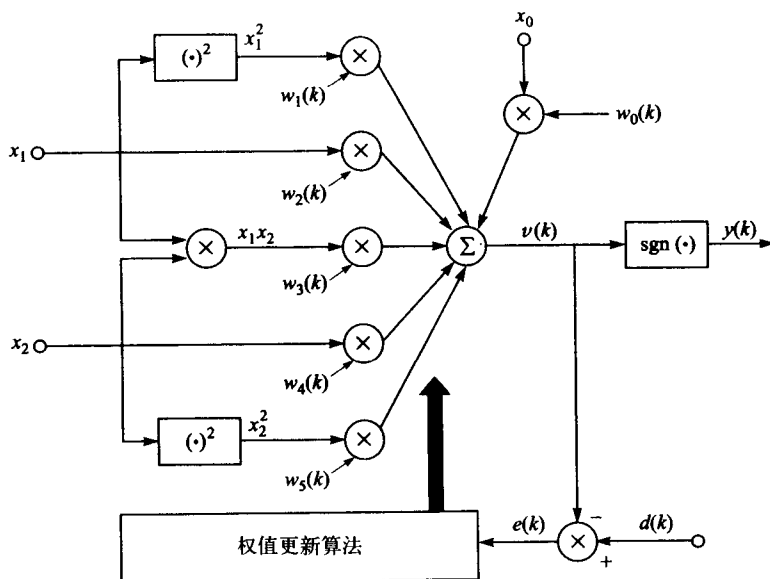 x₀
(·)²
x₁²
×
w₁(k)
×
w₀(k)
x₁
×
w₂(k)
×
x₁x₂
×
w₃(k)
Σ
v(k)
sgn (·)
y(k)
x₂
×
w₄(k)
(·)²
x₂²
×
w₅(k)
权值更新算法
e(k)
×
−
+
d(k)